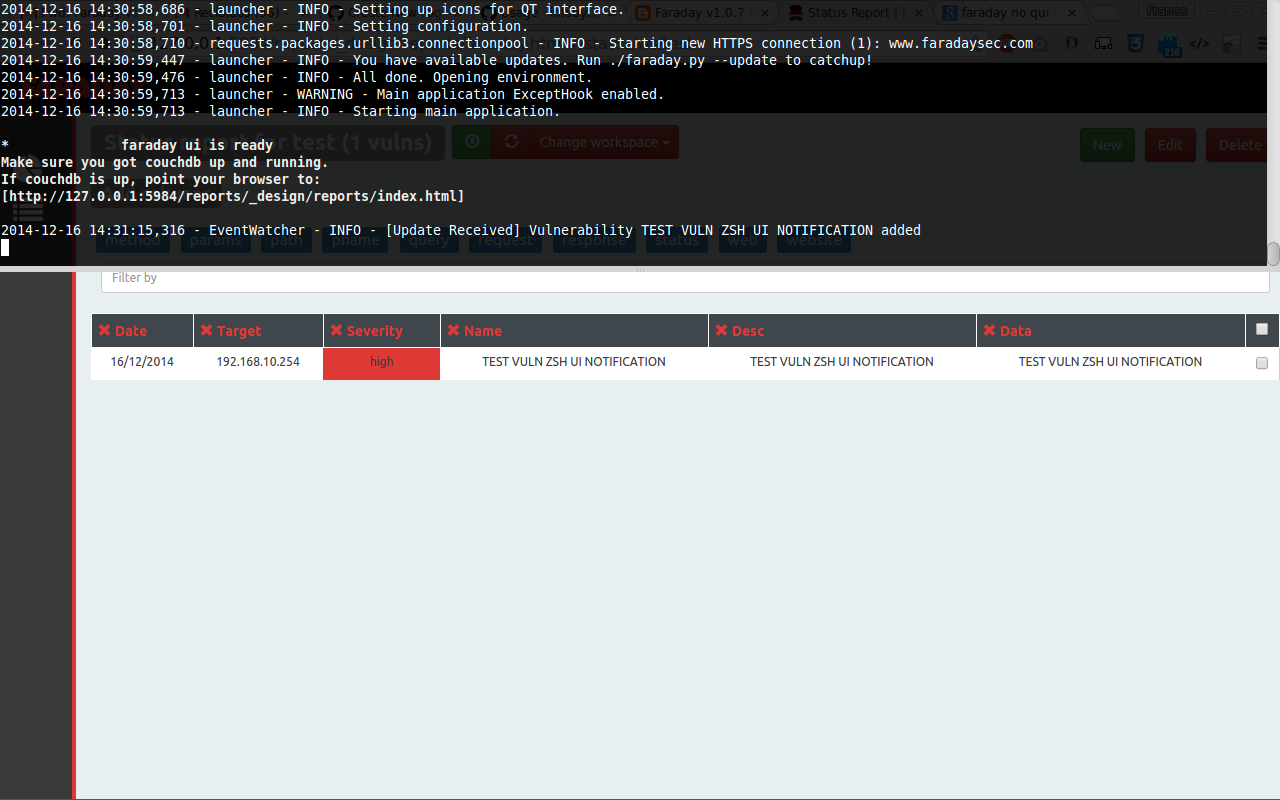 2014-12-16 14:30:58,686 - launcher - INFO - Setting up icons for QT interface.
2014-12-16 14:30:58,701 - launcher - INFO - Setting configuration.
2014-12-16 14:30:58,710 - requests.packages.urllib3.connectionpool - INFO - Starting new HTTPS connection (1): www.faradaysec.com
2014-12-16 14:30:59,447 - launcher - INFO - You have available updates. Run ./faraday.py --update to catchup!
2014-12-16 14:30:59,476 - launcher - INFO - All done. Opening environment.
2014-12-16 14:30:59,713 - launcher - WARNING - Main application ExceptHook enabled.
2014-12-16 14:30:59,713 - launcher - INFO - Starting main application.
* faraday ui is ready
Make sure you got couchdb up and running.
If couchdb is up, point your browser to:
[http://127.0.0.1:5984/reports/_design/reports/index.html]
2014-12-16 14:31:15,316 - EventWatcher - INFO - [Update Received] Vulnerability TEST VULN ZSH UI NOTIFICATION added
Faraday v1.0.7
Status Report |
faraday no qui
Franco
Status report for test (1 vulns)
Change workspace
New
Edit
Delete
method params path pname query request response status web website
Filter by
Date Target Severity Name Desc Data
16/12/2014 192.168.10.254 high TEST VULN ZSH UI NOTIFICATION TEST VULN ZSH UI NOTIFICATION TEST VULN ZSH UI NOTIFICATION